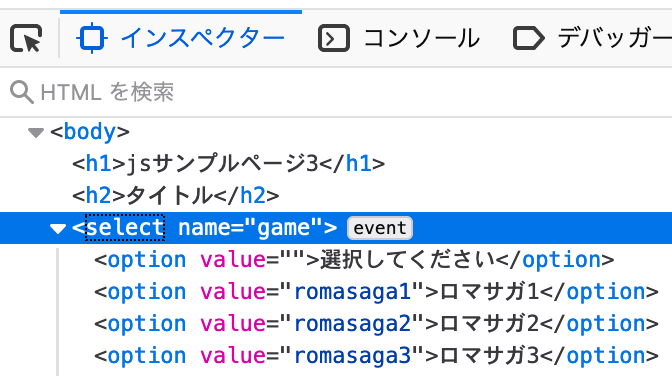 インスペクター コンソール デバッガー
HTML を検索
<body>
<h1>jsサンプルページ3</h1>
<h2>タイトル</h2>
<select name="game"> event
<option value="">選択してください</option>
<option value="romasaga1">ロマサガ1</option>
<option value="romasaga2">ロマサガ2</option>
<option value="romasaga3">ロマサガ3</option>